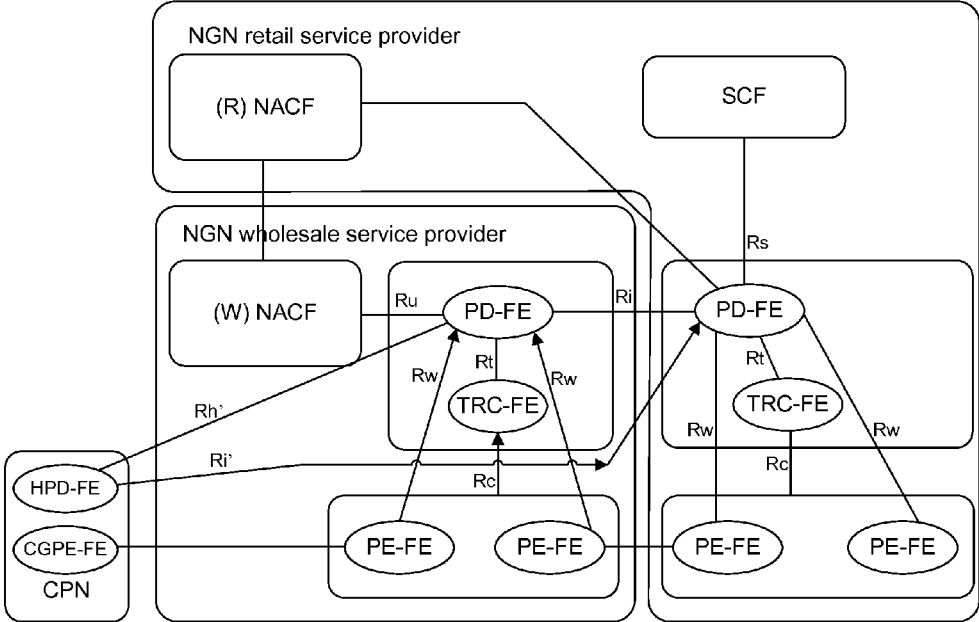 NGN retail service provider
(R) NACF
SCF
NGN wholesale service provider
Rs
(W) NACF
Ru
PD-FE
Ri
PD-FE
Rt
Rt
Rw
Rw
TRC-FE
TRC-FE
Rh’
Rw
Rw
Ri’
Rc
Rc
HPD-FE
CGPE-FE
PE-FE
PE-FE
PE-FE
PE-FE
CPN